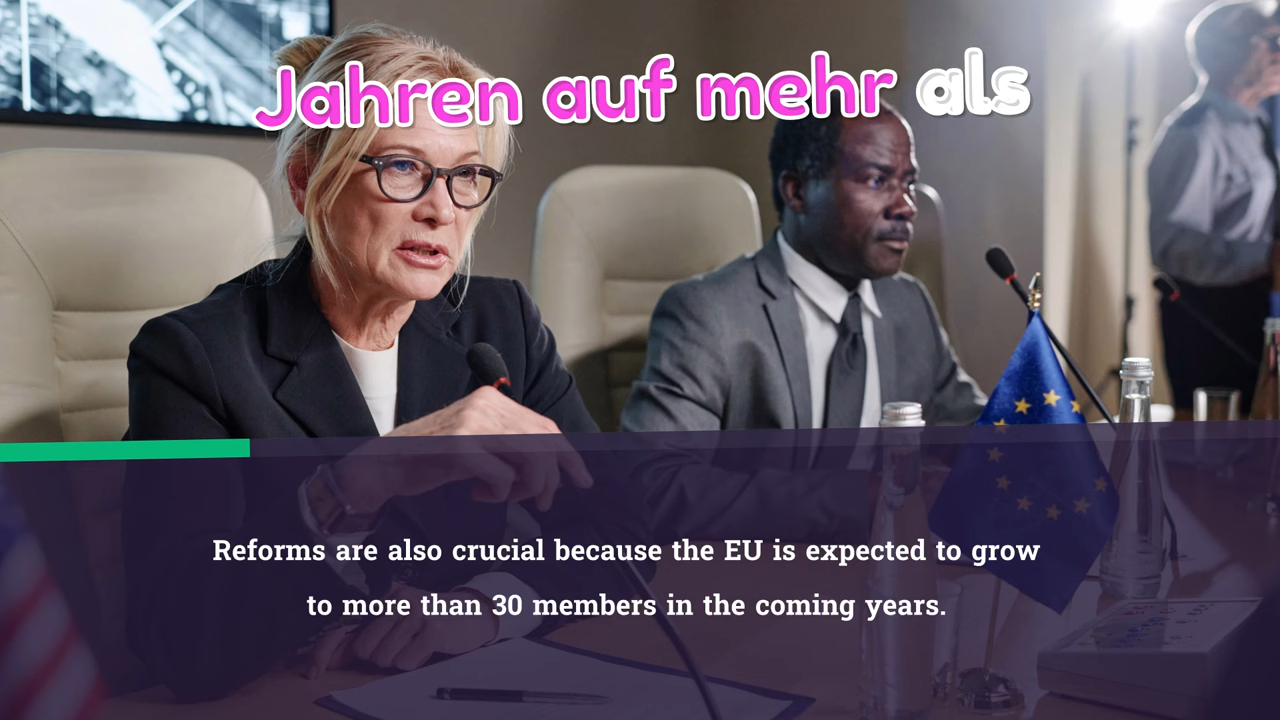 Jahren auf mehr als
Reforms are also crucial because the EU is expected to grow
to more than 30 members in the coming years.